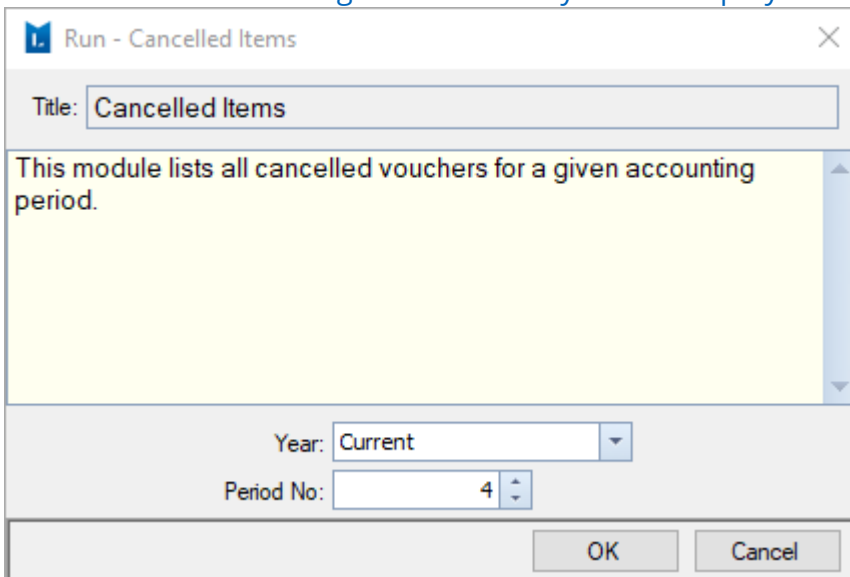 Run - Cancelled Items
Title: Cancelled Items
This module lists all cancelled vouchers for a given accounting
period.
Year: Current
Period No: 4
OK Cancel